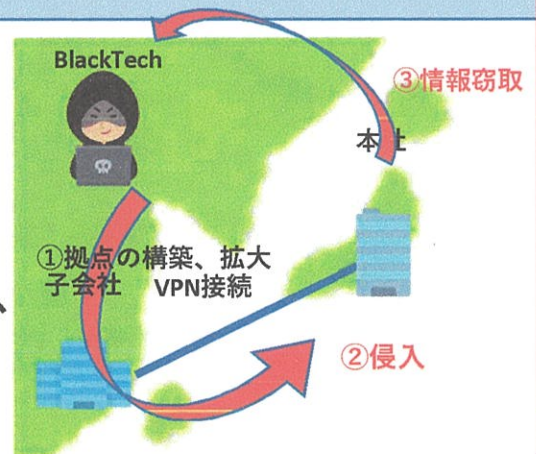 BlackTech
③情報窃取
本社
①拠点の構築、拡大
子会社 VPN接続
②侵入
、